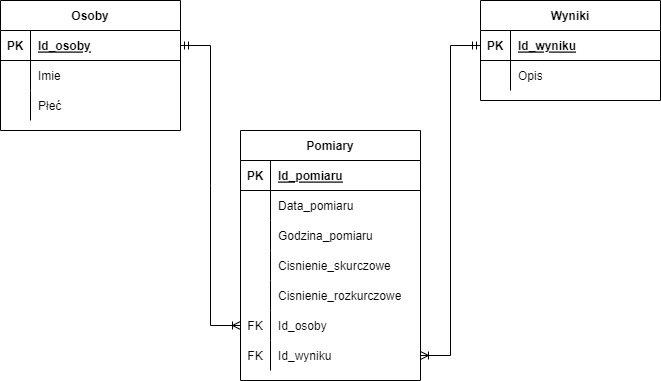 Osoby
PK Id_osoby
Imie
Płeć
Wyniki
PK Id_wyniku
Opis
Pomiary
PK Id_pomiaru
Data_pomiaru
Godzina_pomiaru
Cisnienie_skurczowe
Cisnienie_rozkurczowe
FK Id_osoby
FK Id_wyniku